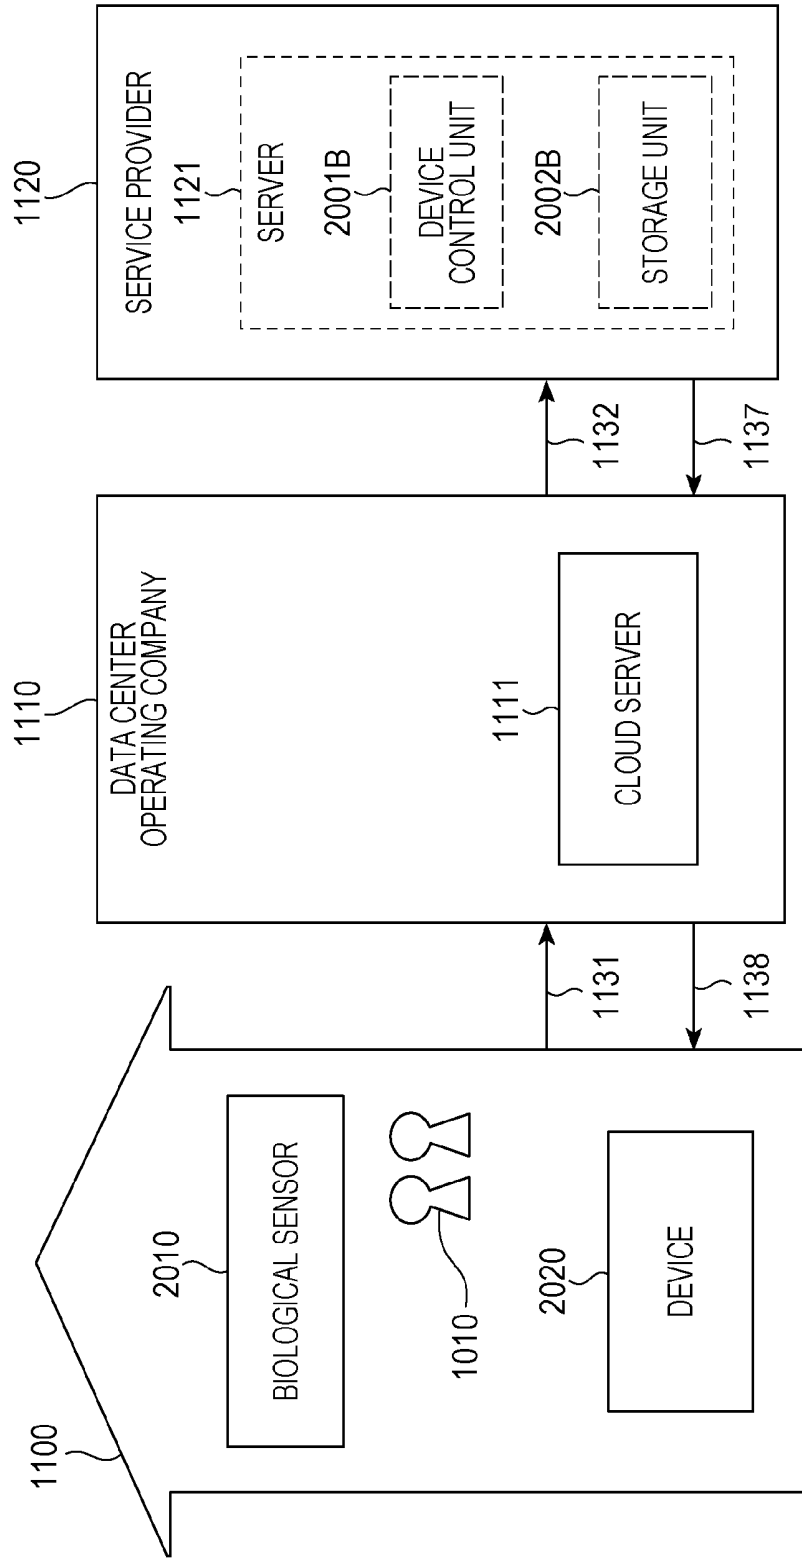 1100
2010
BIOLOGICAL SENSOR
1010
2020
DEVICE
1131
1138
1110
DATA CENTER
OPERATING COMPANY
1111
CLOUD SERVER
1132
1137
1120
SERVICE PROVIDER
1121
SERVER
2001B
DEVICE
CONTROL UNIT
2002B
STORAGE UNIT